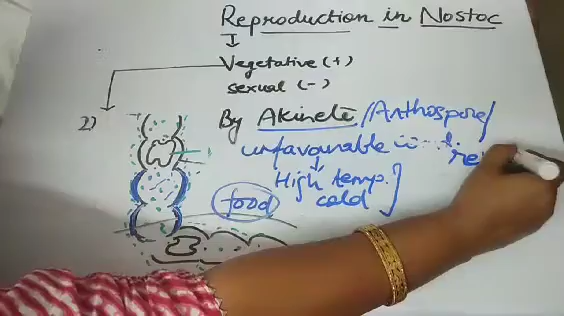 Reproduction in Nostoc
Vegetative (+)
sexual (-)
2)
By Akinete /Arthospore/
unfavourable
High temp.
food cold